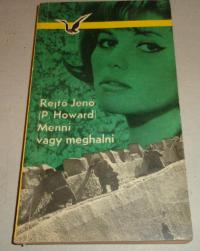 Rejtő Jenő
(P. Howard)
Menni
vagy meghalni